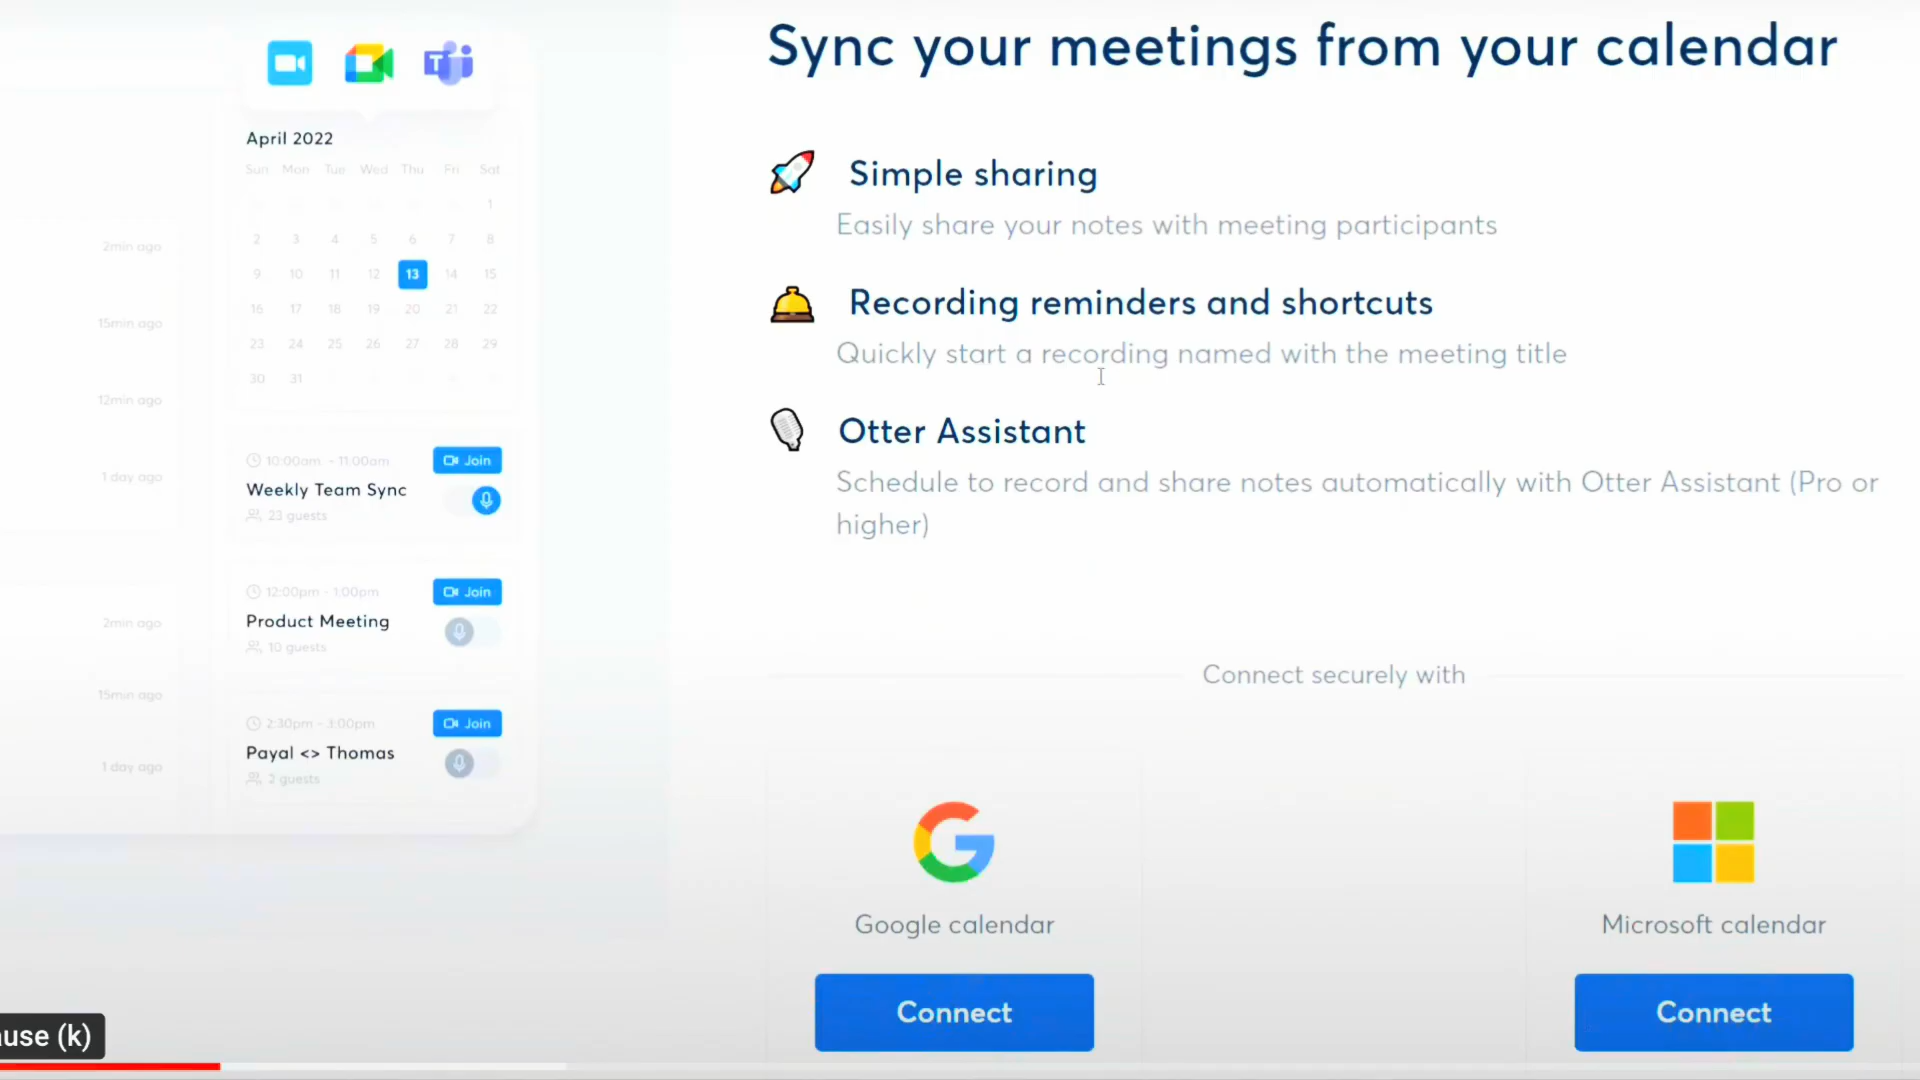 Sync your meetings from your calendar
Simple sharing
Easily share your notes with meeting participants
Recording reminders and shortcuts
Quickly start a recording named with the meeting title
Otter Assistant
Schedule to record and share notes automatically with Otter Assistant (Pro or
higher)
Connect securely with
Google calendar
Connect
Microsoft calendar
Connect
T
April 2022
Sun Mon Tue Wed Thu Fri Sat
1
2 3 4 5 6 7 8
9 10 11 12 13 14 15
16 17 18 19 20 21 22
23 24 25 26 27 28 29
30 31
10:00am - 11:00am
Join
Weekly Team Sync
23 guests
12:00pm - 1:00pm
Join
Product Meeting
10 guests
2:30pm - 3:00pm
Join
Payal <> Thomas
2 guests
2min ago
15min ago
12min ago
1 day ago
2min ago
15min ago
1 day ago
use (k)